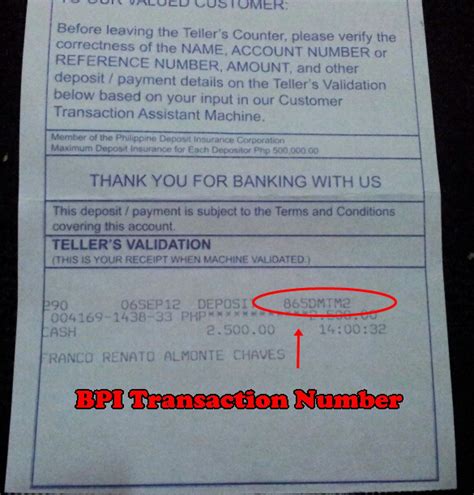 TO OUR VALUED CUSTOMER:
Before leaving the Teller's Counter, please verify the
correctness of the NAME, ACCOUNT NUMBER or
REFERENCE NUMBER, AMOUNT, and other
deposit / payment details on the Teller's Validation
below based on your input in our Customer
Transaction Assistant Machine.
Member of the Philippine Deposit Insurance Corporation
Maximum Deposit Insurance for Each Depositor Php 500,000.00
THANK YOU FOR BANKING WITH US
This deposit / payment is subject to the Terms and Conditions
covering this account.
TELLER'S VALIDATION
(THIS IS YOUR RECEIPT WHEN MACHINE VALIDATED.)
290 06SEP12 DEPOSIT 865DMTM2
004169-1438-33 PHP************2.500.00
CASH 2.500.00 14:00:32
FRANCO RENATO ALMONTE CHAVES
BPI Transaction Number